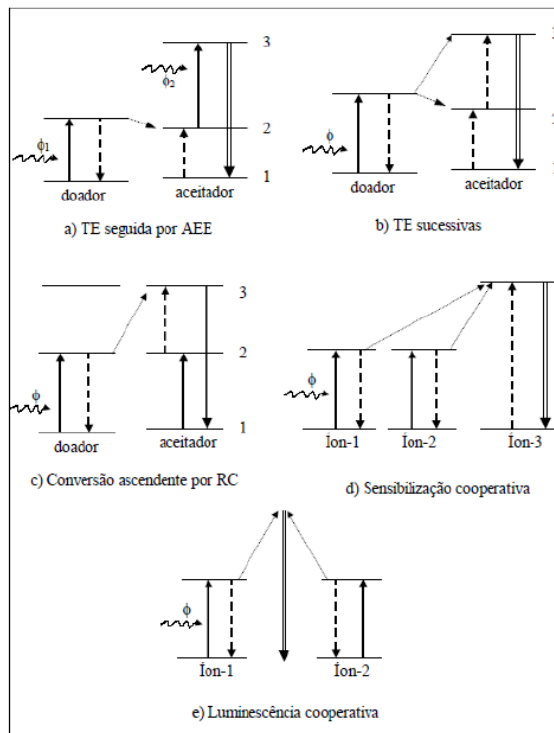 3
ϕ₂
2
ϕ₁
1
doador
aceitador
a) TE seguida por AEE
ϕ
doador
aceitador
b) TE sucessivas
3
2
ϕ
1
doador
aceitador
c) Conversão ascendente por RC
ϕ
Íon-1
Íon-2
Íon-3
d) Sensibilização cooperativa
ϕ
Íon-1
Íon-2
e) Luminescência cooperativa